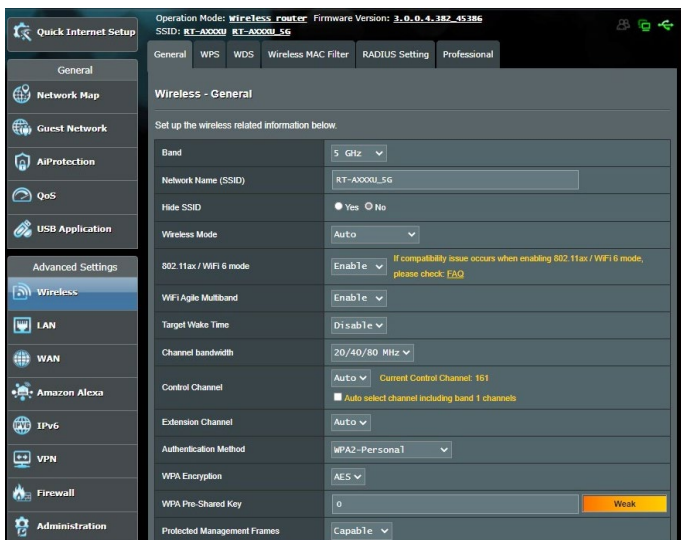 Quick Internet Setup
General
Network Map
Guest Network
AiProtection
QoS
USB Application
Advanced Settings
Wireless
LAN
WAN
Amazon Alexa
IPv6
VPN
Firewall
Administration
Operation Mode: Wireless router Firmware Version: 3.0.0.4.382_45386
SSID: RT-AXXXU RT-AXXXU_5G
General WPS WDS Wireless MAC Filter RADIUS Setting Professional
Wireless - General
Set up the wireless related information below.
Band 5 GHz
Network Name (SSID) RT-AXXXU_5G
Hide SSID Yes No
Wireless Mode Auto
802.11ax / WiFi 6 mode Enable If compatibility issue occurs when enabling 802.11ax / WiFi 6 mode,
please check: FAQ
WiFi Agile Multiband Enable
Target Wake Time Disable
Channel bandwidth 20/40/80 MHz
Control Channel Auto Current Control Channel: 161
Auto select channel including band 1 channels
Extension Channel Auto
Authentication Method WPA2-Personal
WPA Encryption AES
WPA Pre-Shared Key 0 Weak
Protected Management Frames Capable